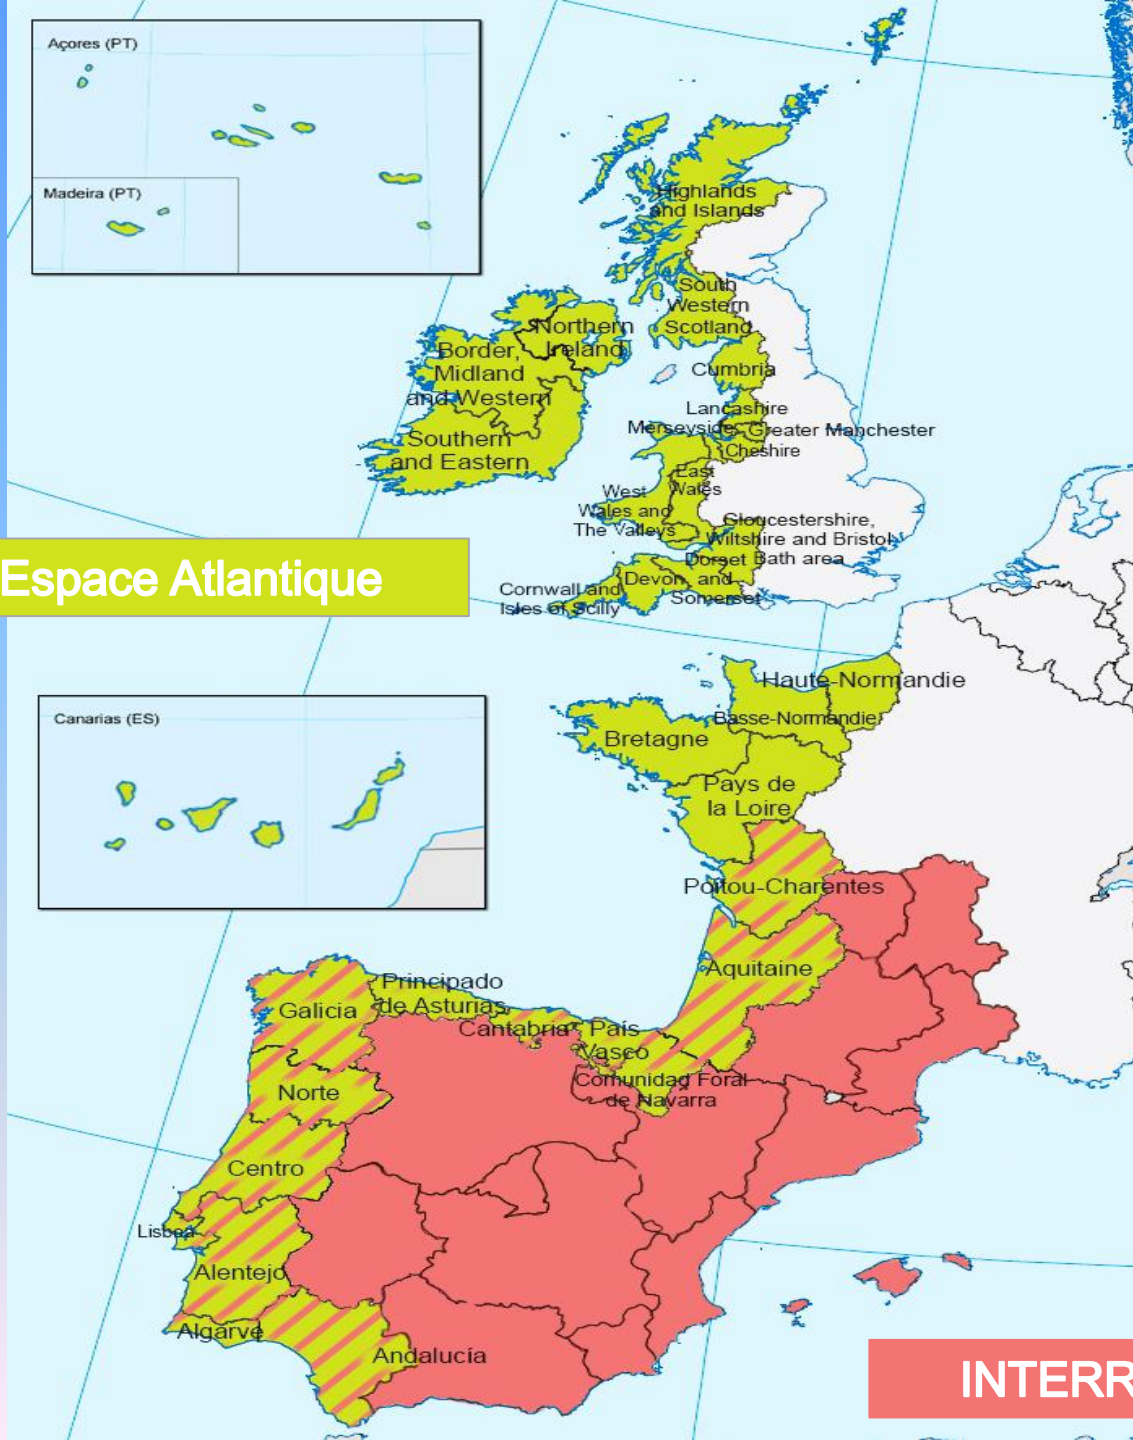 Açores (PT)
Madeira (PT)
Highlands
and Islands
South
Western
Scotland
Northern
Ireland
Border,
Midland
and Western
Cumbria
Lancashire
Merseyside
Greater Manchester
Cheshire
Southern
and Eastern
East
Wales
West
Wales and
The Valleys
Gloucestershire,
Wiltshire and Bristol
Bath area
Dorset
and
Somerset
Devon
Cornwall and
Isles of Scilly
Espace Atlantique
Haute-Normandie
Basse-Normandie
Bretagne
Canarias (ES)
Pays de
la Loire
Poitou-Charentes
Aquitaine
Principado
de Asturias
Galicia
Cantabria
País
Vasco
Comunidad Foral
de Navarra
Norte
Centro
Lisboa
Alentejo
Algarve
Andalucía
INTERR